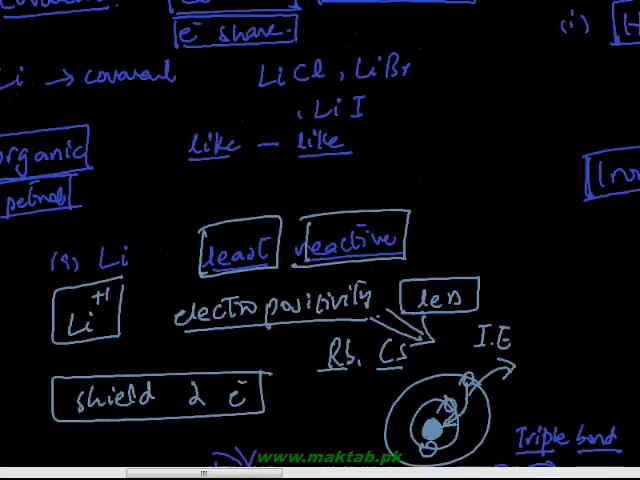 e⁻ share.
(i)
Li → covalent LiCl, LiBr
, LiI
organic like — like
petrol
(9) Li least reactive
Li⁺¹ electropositivity less
Rb, Cs I.E
shield 2 e⁻
Triple bond
www.maktab.pk